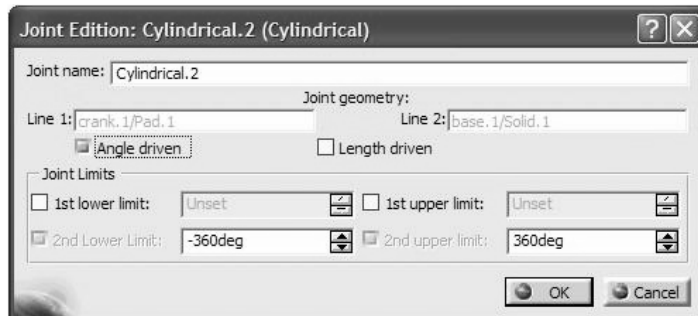 Joint Edition: Cylindrical.2 (Cylindrical)
Joint name: Cylindrical.2
Joint geometry:
Line 1: crank.1/Pad.1 Line 2: base.1/Solid.1
Angle driven Length driven
Joint Limits
1st lower limit: Unset 1st upper limit: Unset
2nd Lower Limit: -360deg 2nd upper limit: 360deg
OK Cancel